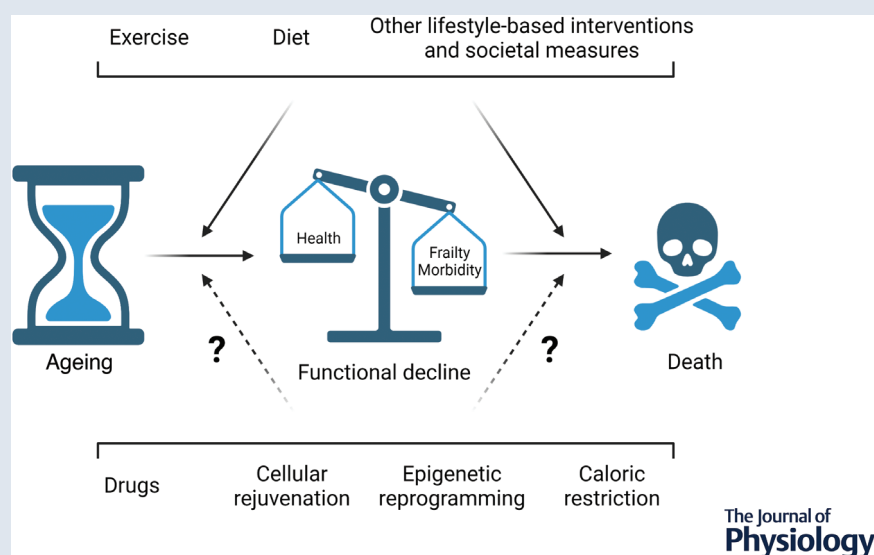 Exercise
Diet
Other lifestyle-based interventions
and societal measures
Health
Frailty
Morbidity
?
?
Ageing
Functional decline
Death
Drugs
Cellular
rejuvenation
Epigenetic
reprogramming
Caloric
restriction
The Journal of
Physiology